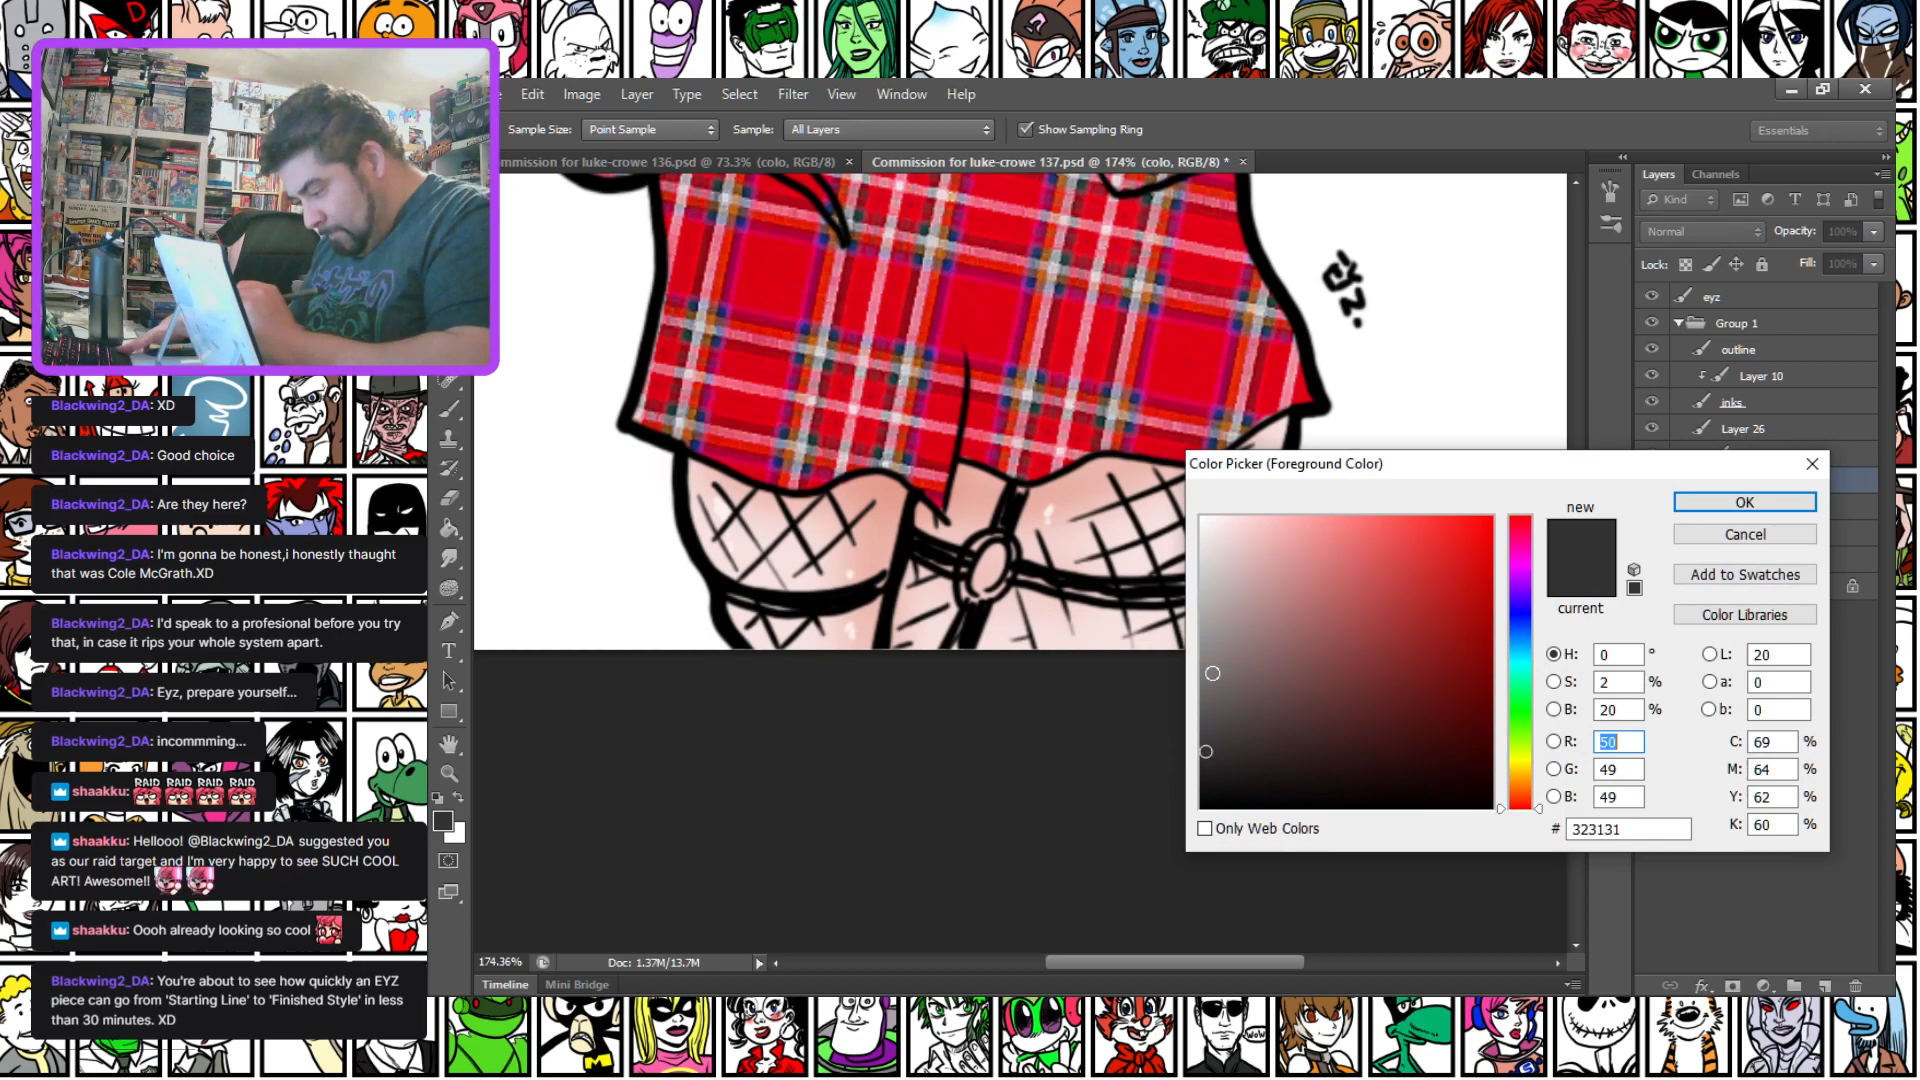 Edit Image Layer Type Select Filter View Window Help
Sample Size: Point Sample Sample: All Layers Show Sampling Ring Essentials
mmission for luke-crowe 136.psd @ 73.3% (colo, RGB/8) × Commission for luke-crowe 137.psd @ 174% (colo, RGB/8) * ×
Layers Channels
Kind
Normal Opacity: 100%
Lock: Fill: 100%
eyz
Group 1
outline
Layer 10
inks
Layer 26
eyz.
Color Picker (Foreground Color)
new
current
OK
Cancel
Add to Swatches
Color Libraries
H: 0 ° L: 20
S: 2 % a: 0
B: 20 % b: 0
R: 50 C: 69 %
G: 49 M: 64 %
B: 49 Y: 62 %
# 323131 K: 60 %
Only Web Colors
174.36% Doc: 1.37M/13.7M
Timeline Mini Bridge
Blackwing2_DA: XD
Blackwing2_DA: Good choice
Blackwing2_DA: Are they here?
Blackwing2_DA: I'm gonna be honest,i honestly thaught
that was Cole McGrath.XD
Blackwing2_DA: I'd speak to a profesional before you try
that, in case it rips your whole system apart.
Blackwing2_DA: Eyz, prepare yourself...
Blackwing2_DA: incommming...
shaakku: RAID RAID RAID RAID
shaakku: Hellooo! @Blackwing2_DA suggested you
as our raid target and I'm very happy to see SUCH COOL
ART! Awesome!!
shaakku: Oooh already looking so cool
Blackwing2_DA: You're about to see how quickly an EYZ
piece can go from 'Starting Line' to 'Finished Style' in less
than 30 minutes. XD
WOW